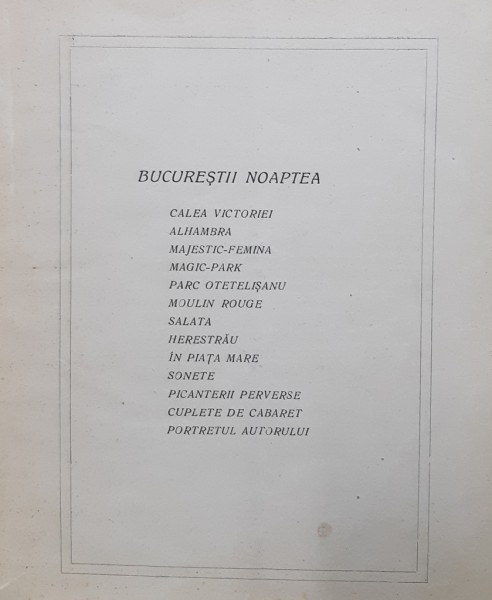 BUCUREȘTII NOAPTEA
CALEA VICTORIEI
ALHAMBRA
MAJESTIC-FEMINA
MAGIC-PARK
PARC OTETELIȘANU
MOULIN ROUGE
SALATA
HERESTRĂU
ÎN PIAȚA MARE
SONETE
PICANTERII PERVERSE
CUPLETE DE CABARET
PORTRETUL AUTORULUI